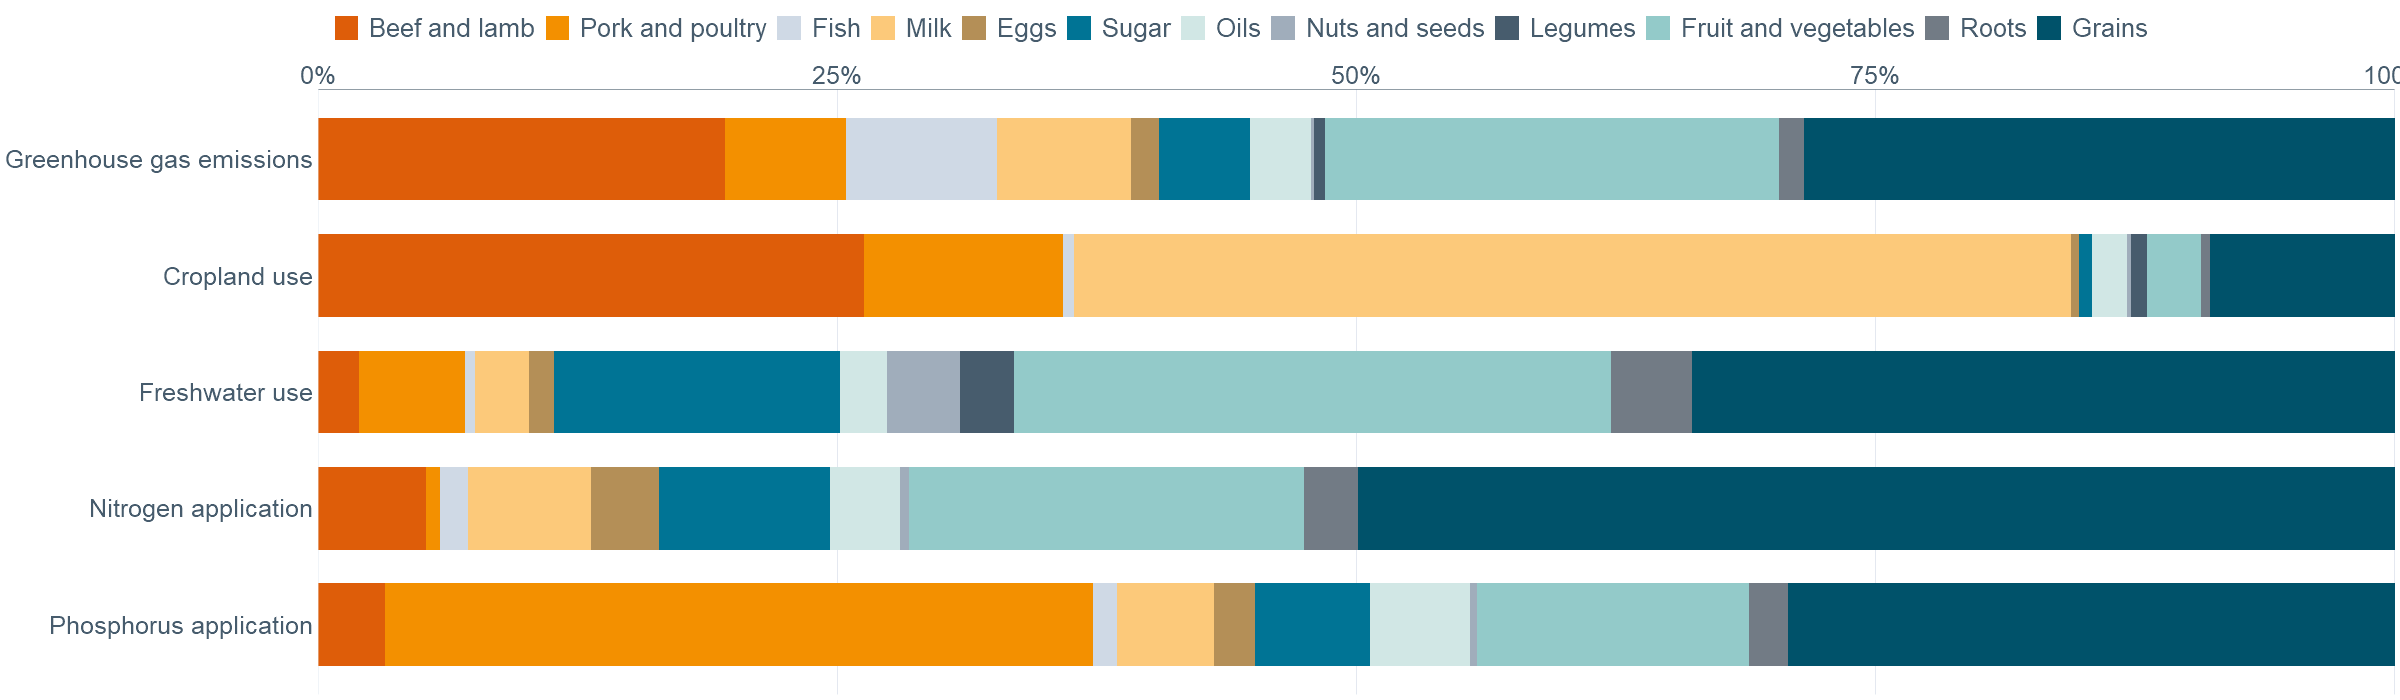 Beef and lamb Pork and poultry Fish Milk Eggs Sugar Oils Nuts and seeds Legumes Fruit and vegetables Roots Grains
0% 25% 50% 75% 100
Greenhouse gas emissions
Cropland use
Freshwater use
Nitrogen application
Phosphorus application